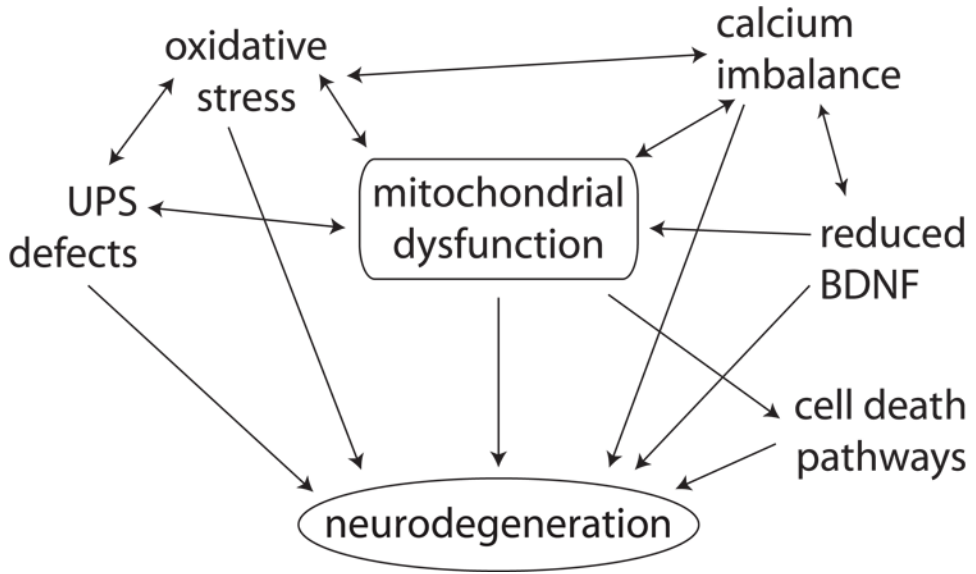 oxidative
stress
calcium
imbalance
UPS
defects
mitochondrial
dysfunction
reduced
BDNF
cell death
pathways
neurodegeneration